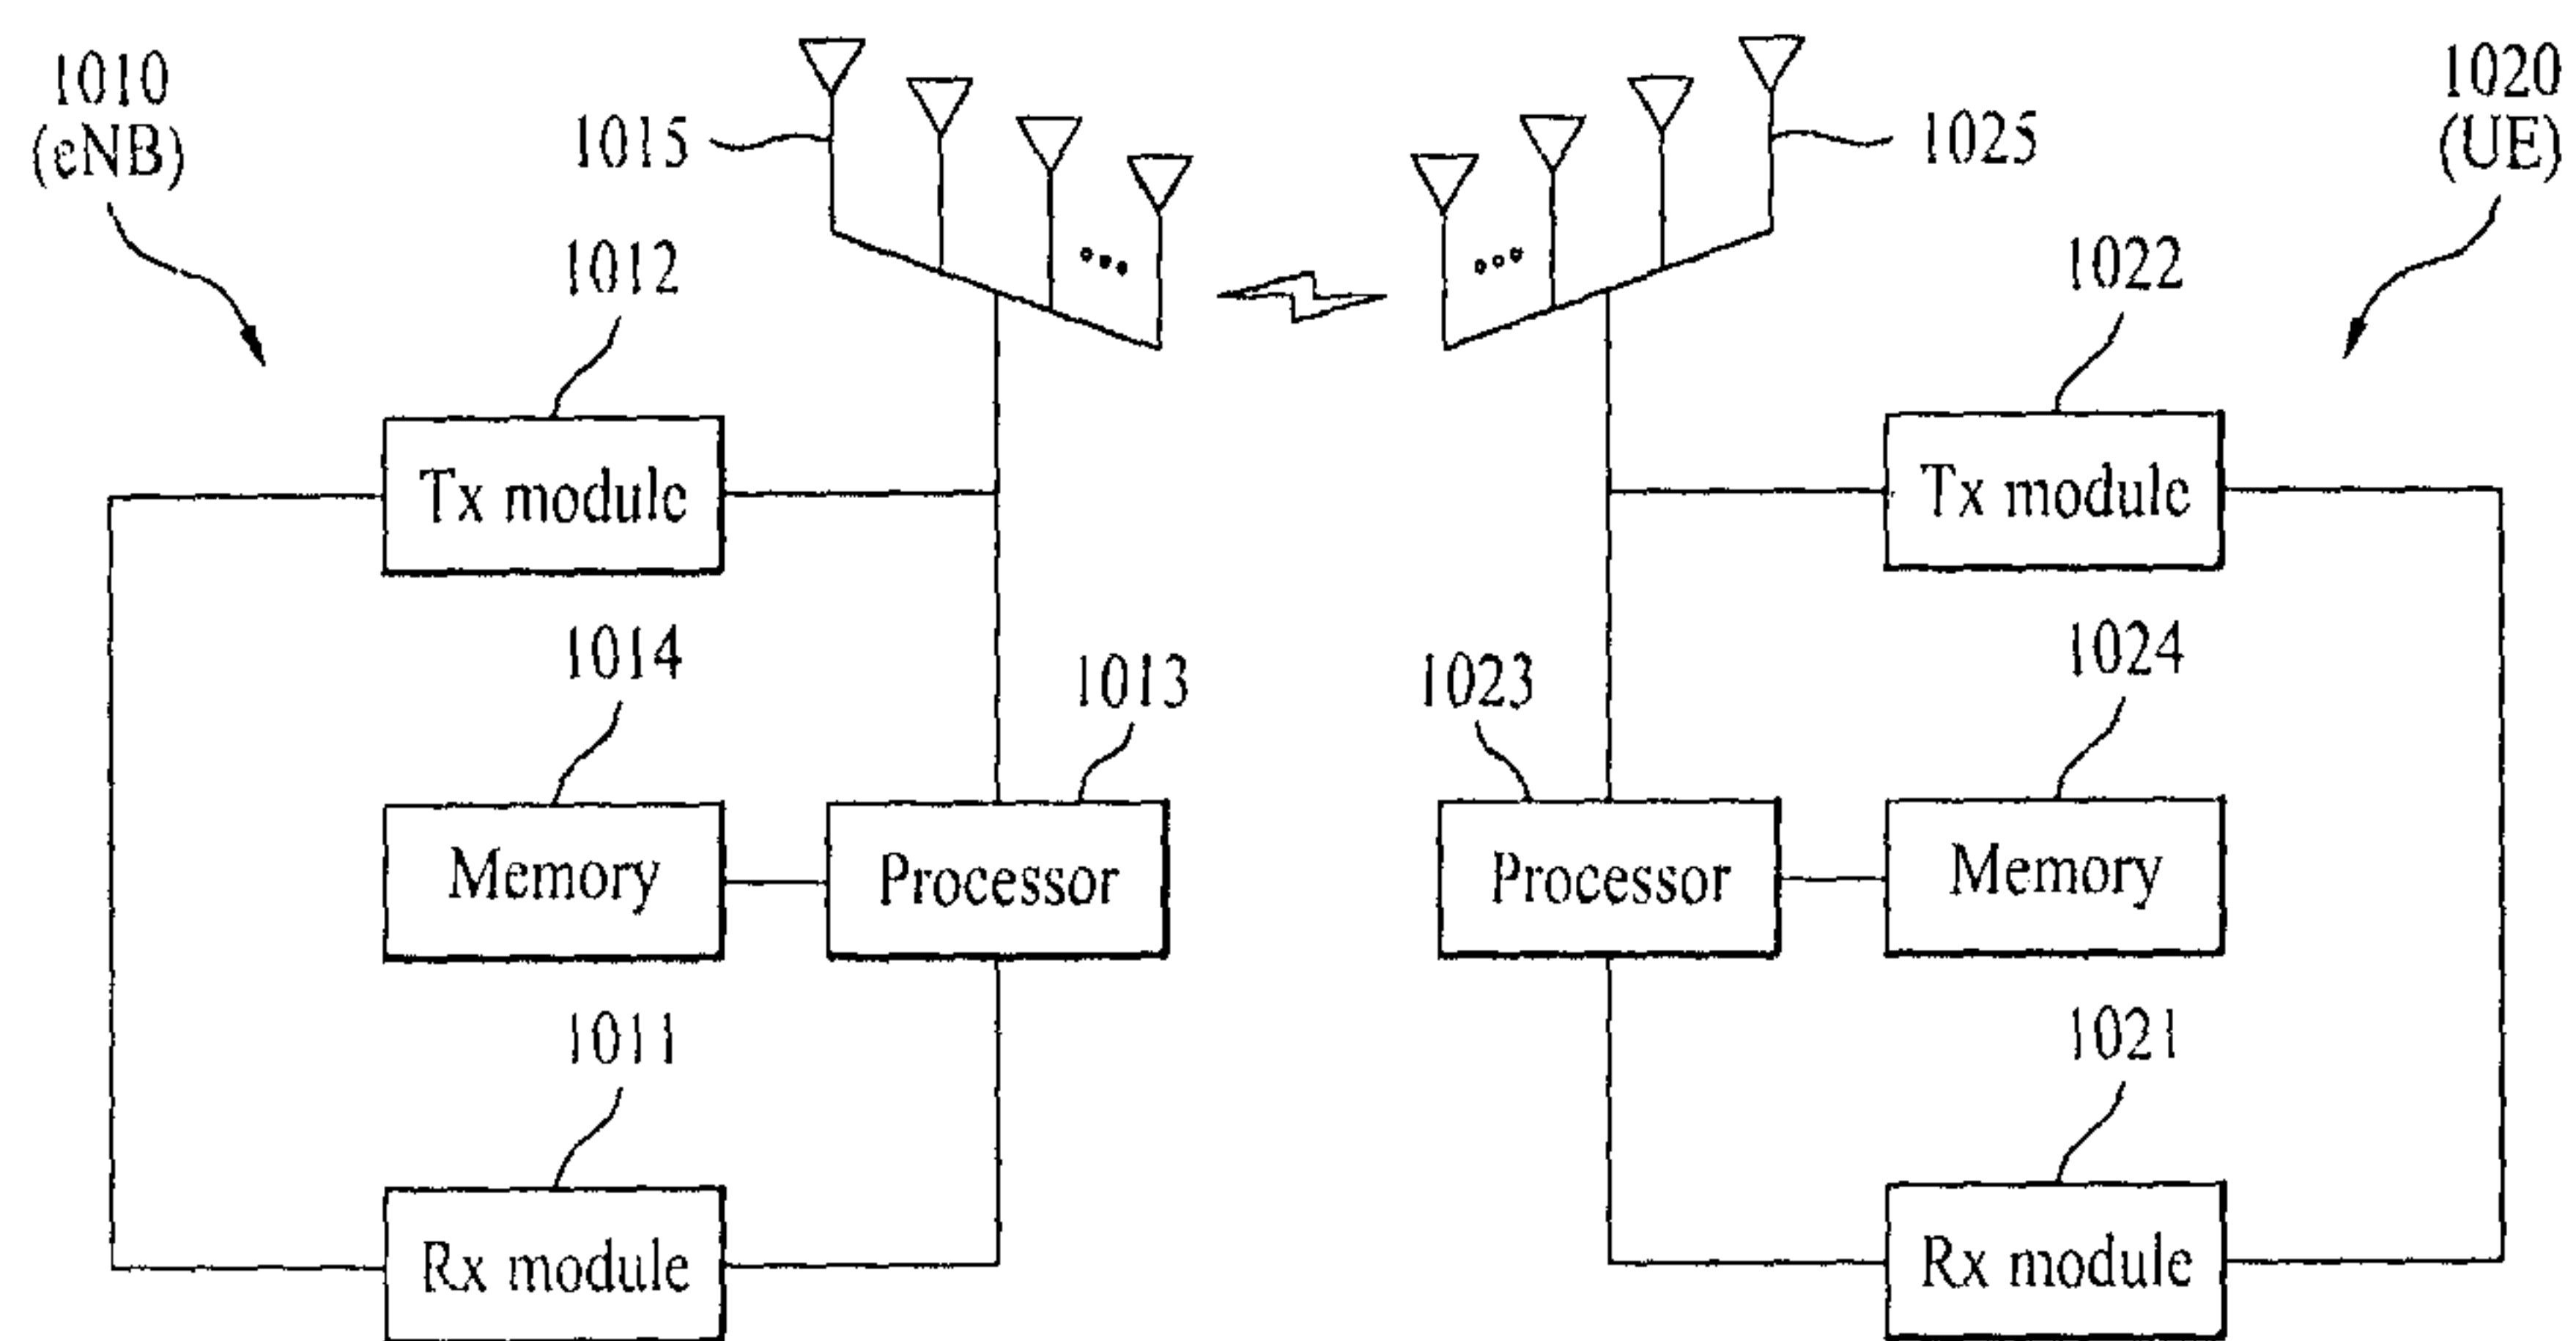 1010
(eNB)
1015
1025
1020
(UE)
1012
1022
Tx module
Tx module
1014
1013
1023
1024
Memory
Processor
Processor
Memory
1011
1021
Rx module
Rx module